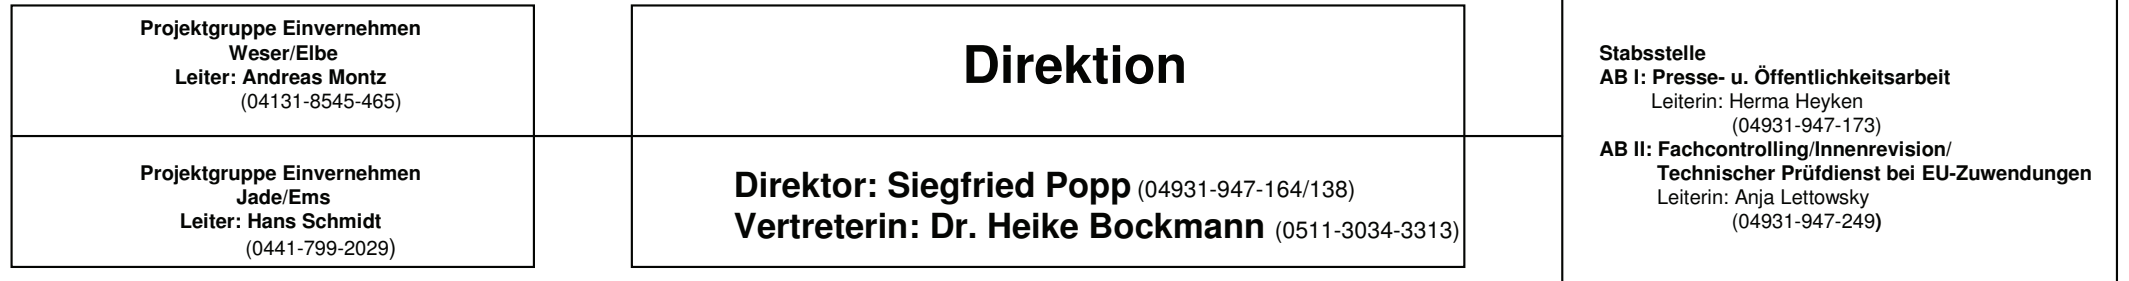 Projektgruppe Einvernehmen
Weser/Elbe
Leiter: Andreas Montz
(04131-8545-465)
Projektgruppe Einvernehmen
Jade/Ems
Leiter: Hans Schmidt
(0441-799-2029)
Direktion
Direktor: Siegfried Popp (04931-947-164/138)
Vertreterin: Dr. Heike Bockmann (0511-3034-3313)
Stabsstelle
AB I: Presse- u. Öffentlichkeitsarbeit
Leiterin: Herma Heyken
(04931-947-173)
AB II: Fachcontrolling/Innenrevision/
Technischer Prüfdienst bei EU-Zuwendungen
Leiterin: Anja Lettowsky
(04931-947-249)